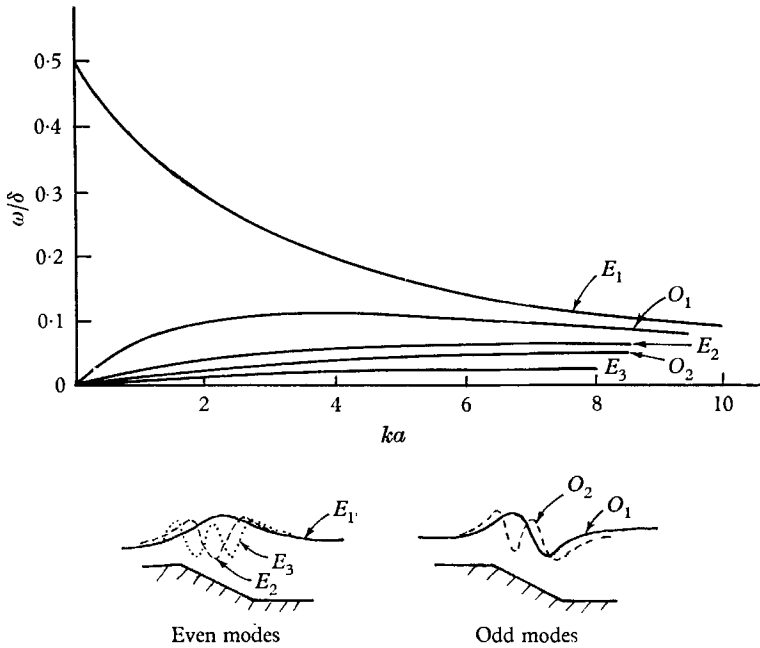 0·5
0·4
0·3
0·2
0·1
0
ω/δ
E₁
O₁
E₂
O₂
E₃
2
4
6
8
10
ka
E₁
E₃
E₂
Even modes
O₂
O₁
Odd modes